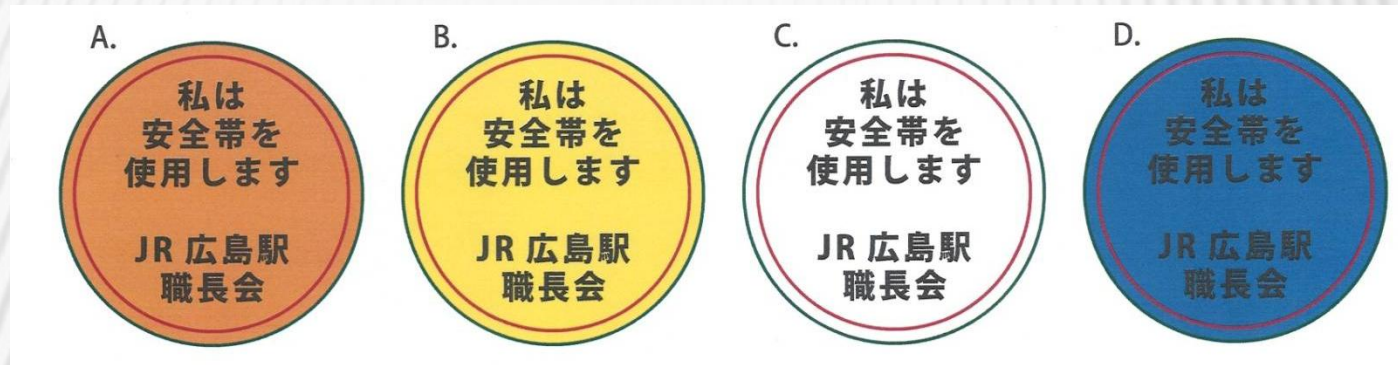 A.
私は
安全帯を
使用します
JR 広島駅
職長会
B.
私は
安全帯を
使用します
JR 広島駅
職長会
C.
私は
安全帯を
使用します
JR 広島駅
職長会
D.
私は
安全帯を
使用します
JR 広島駅
職長会